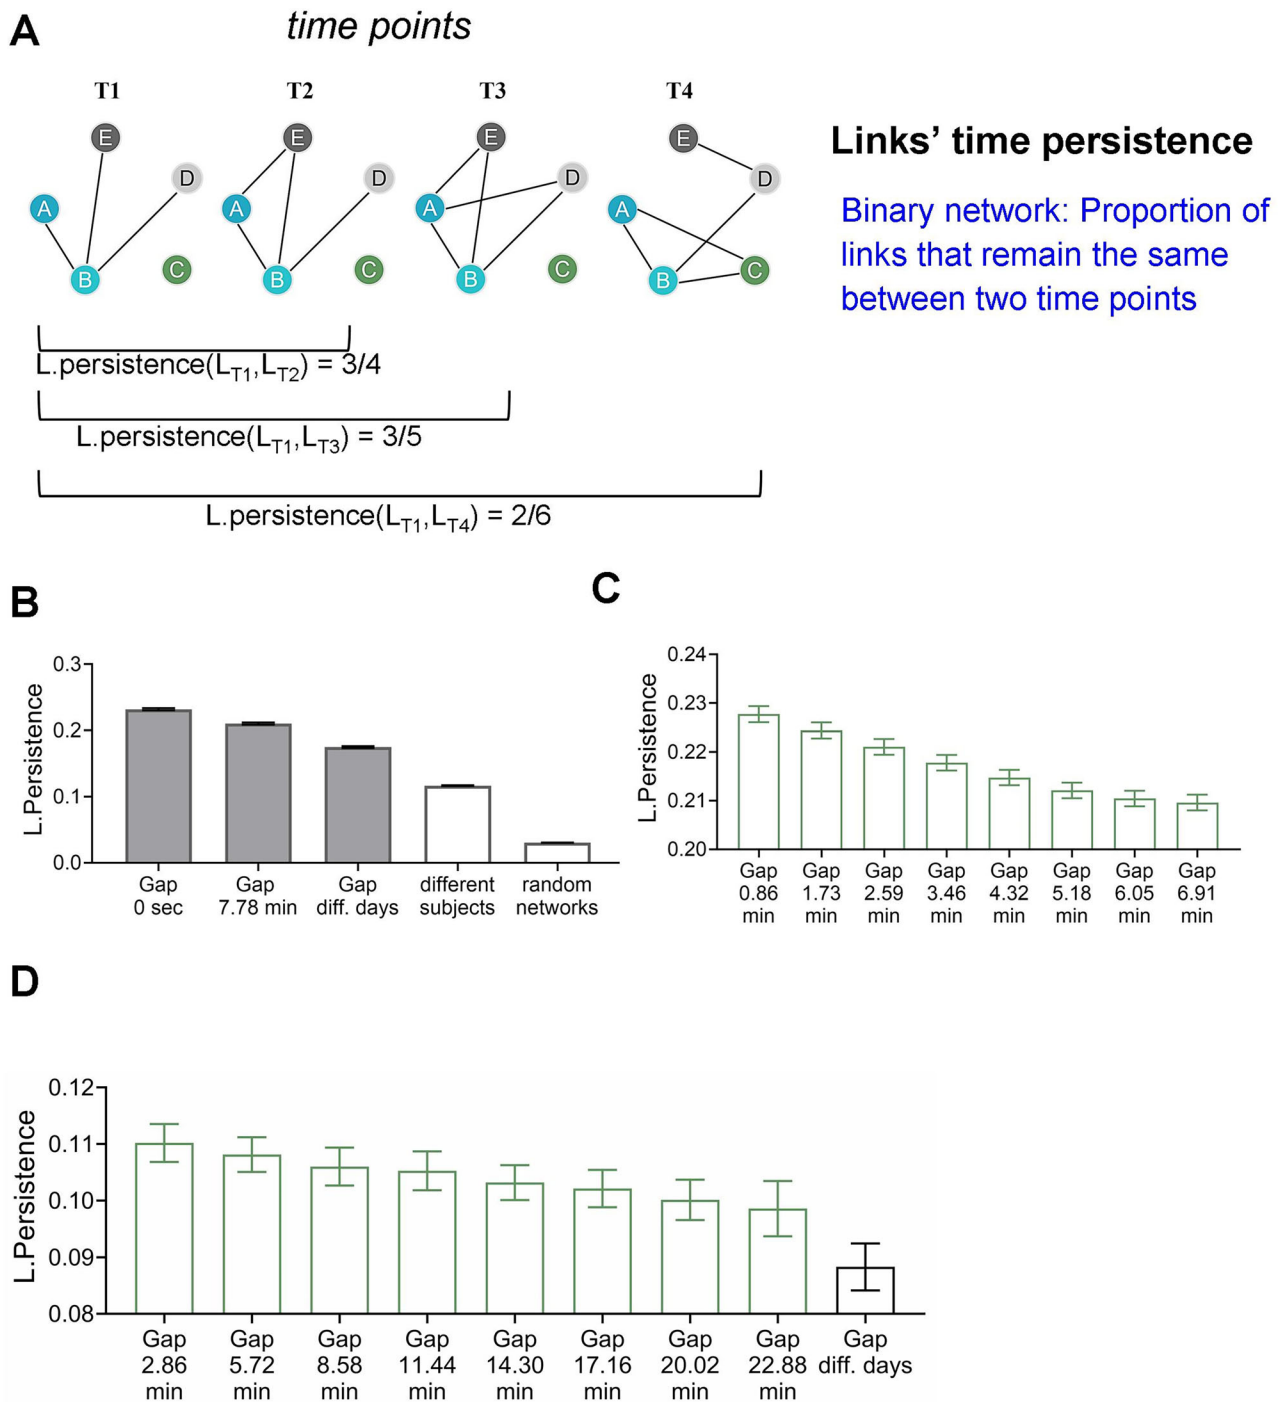 A
time points
T1
T2
T3
T4
E
D
A
B
C
E
D
A
B
C
E
D
A
B
C
E
D
A
B
C
Links’ time persistence
Binary network: Proportion of
links that remain the same
between two time points
L.persistence(LT1,LT2) = 3/4
L.persistence(LT1,LT3) = 3/5
L.persistence(LT1,LT4) = 2/6
B
L.Persistence
0.3
0.2
0.1
0.0
Gap
0 sec
Gap
7.78 min
Gap
diff. days
different
subjects
random
networks
C
L.Persistence
0.24
0.23
0.22
0.21
0.20
Gap
0.86
min
Gap
1.73
min
Gap
2.59
min
Gap
3.46
min
Gap
4.32
min
Gap
5.18
min
Gap
6.05
min
Gap
6.91
min
D
L.Persistence
0.12
0.11
0.10
0.09
0.08
Gap
2.86
min
Gap
5.72
min
Gap
8.58
min
Gap
11.44
min
Gap
14.30
min
Gap
17.16
min
Gap
20.02
min
Gap
22.88
min
Gap
diff. days